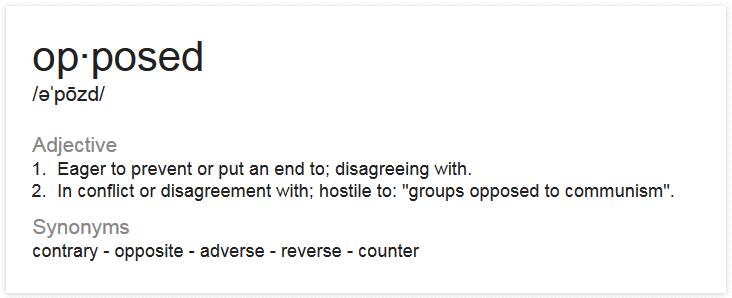 op·posed
/əˈpōzd/
Adjective
1. Eager to prevent or put an end to; disagreeing with.
2. In conflict or disagreement with; hostile to: "groups opposed to communism".
Synonyms
contrary - opposite - adverse - reverse - counter